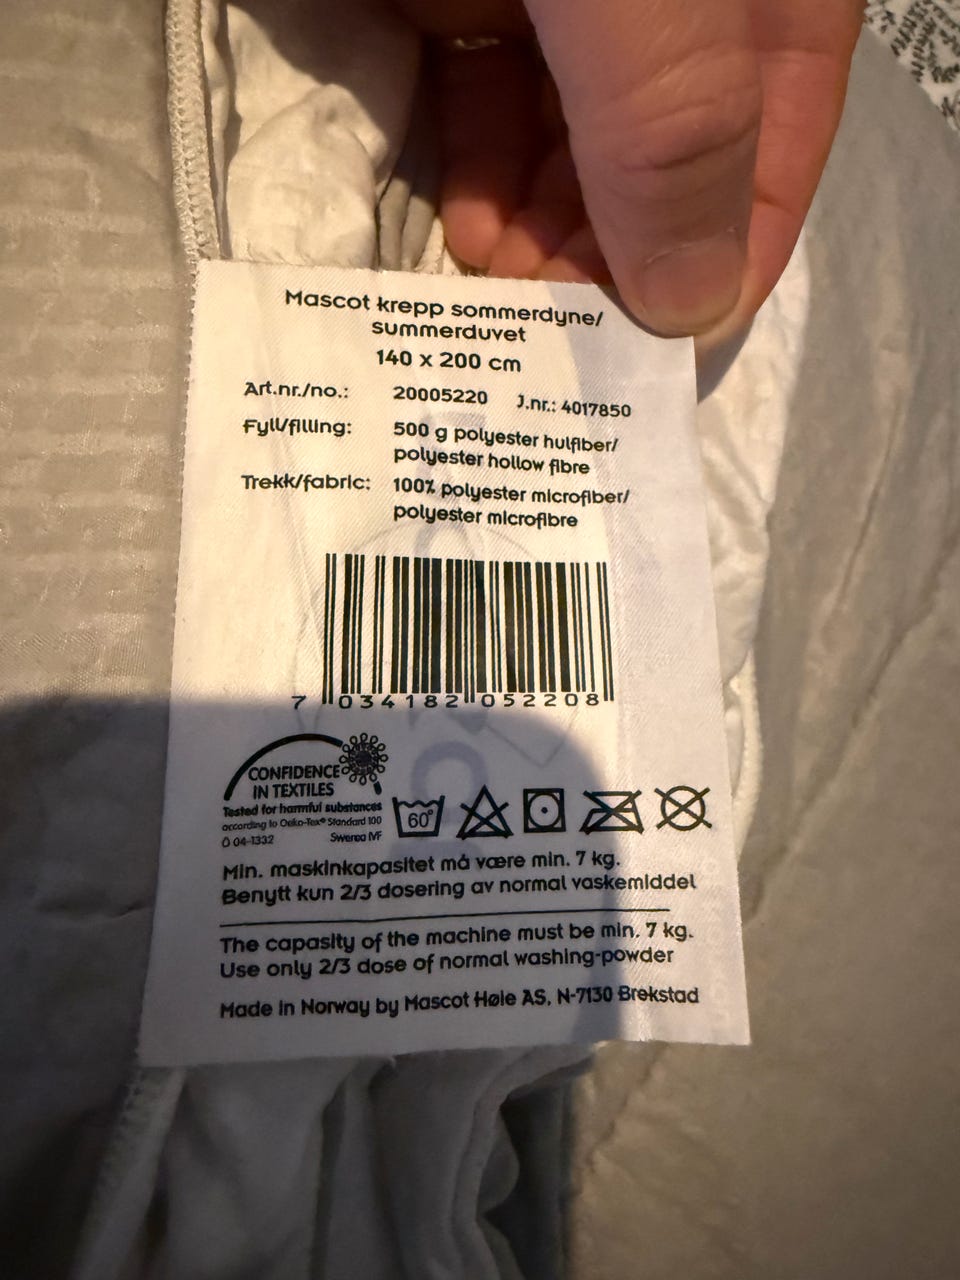 Mascot krepp sommerdyne/
summerduvet
140 x 200 cm
Art.nr./no.: 20005220 J.nr.: 4017850
Fyll/filling: 500 g polyester hulfiber/
polyester hollow fibre
Trekk/fabric: 100% polyester microfiber/
polyester microfibre
7 034182 052208
CONFIDENCE
IN TEXTILES
Tested for harmful substances
according to Oeko-Tex® Standard 100
Ö 04-1332 Swerea IVF
60°
Min. maskinkapasitet må være min. 7 kg.
Benytt kun 2/3 dosering av normal vaskemiddel
The capasity of the machine must be min. 7 kg.
Use only 2/3 dose of normal washing-powder
Made in Norway by Mascot Høie AS, N-7130 Brekstad